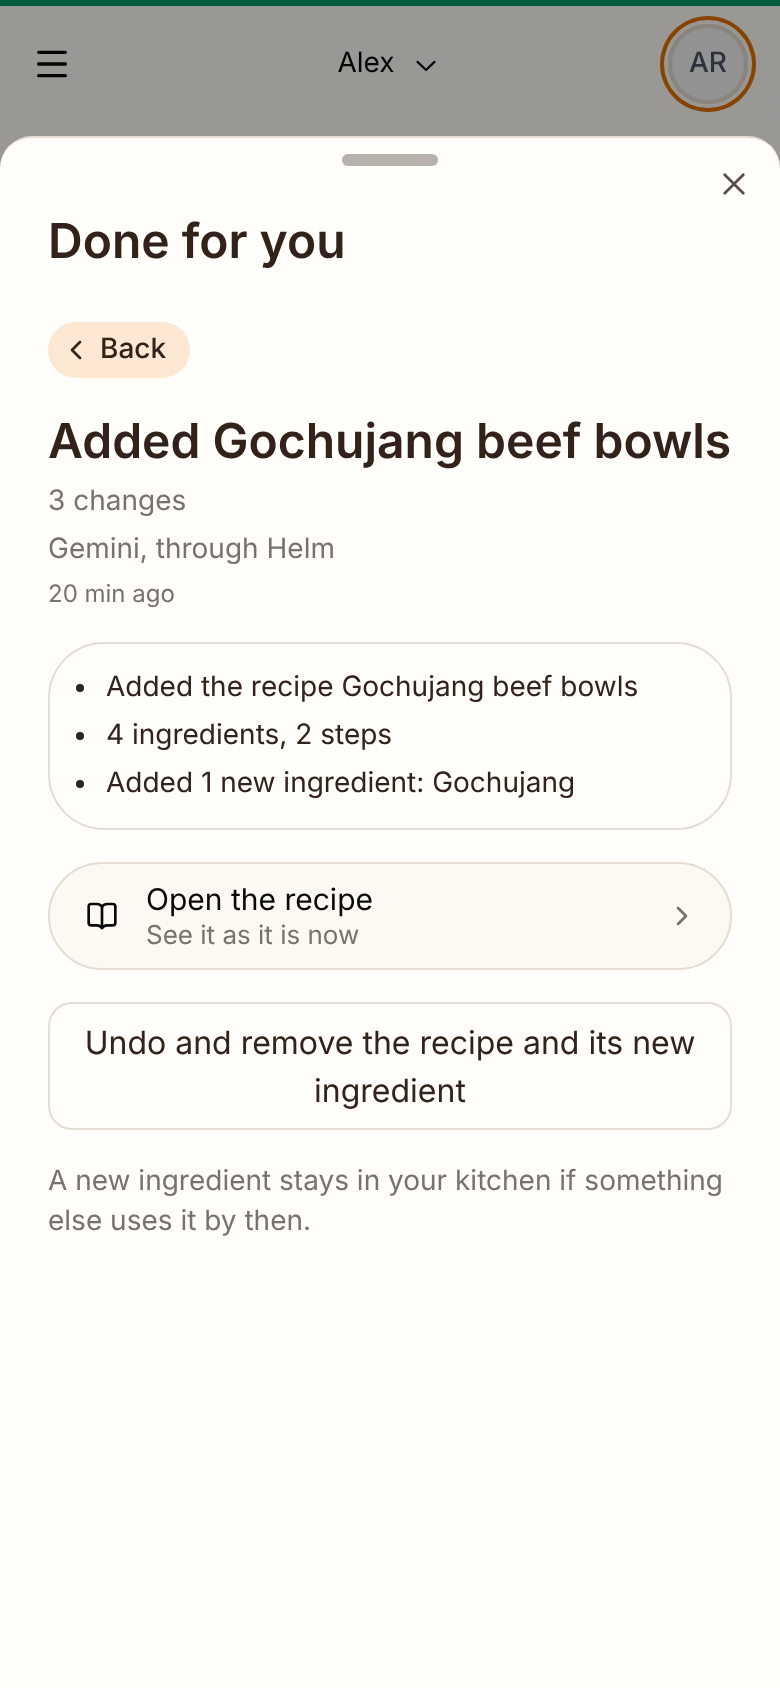 Alex
AR
Done for you
Back
Added Gochujang beef bowls
3 changes
Gemini, through Helm
20 min ago
• Added the recipe Gochujang beef bowls
• 4 ingredients, 2 steps
• Added 1 new ingredient: Gochujang
Open the recipe
See it as it is now
Undo and remove the recipe and its new
ingredient
A new ingredient stays in your kitchen if something
else uses it by then.